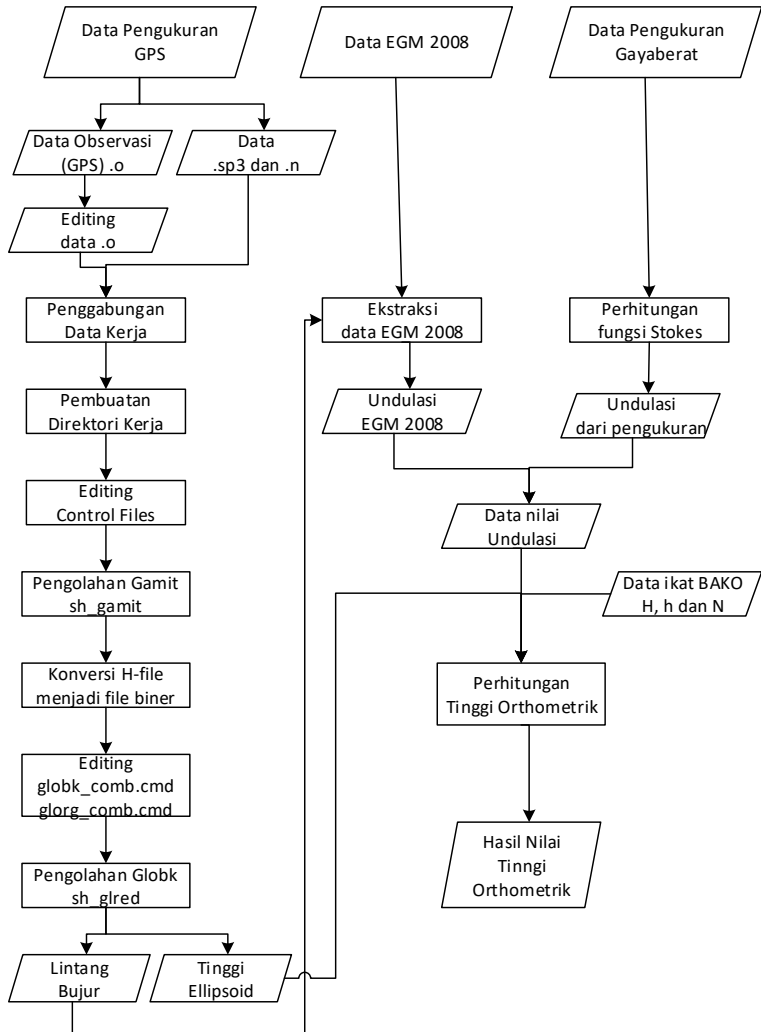 Data Pengukuran
GPS
Data EGM 2008
Data Pengukuran
Gayaberat
Data Observasi
(GPS) .o
Data
.sp3 dan .n
Editing
data .o
Penggabungan
Data Kerja
Ekstraksi
data EGM 2008
Perhitungan
fungsi Stokes
Pembuatan
Direktori Kerja
Undulasi
EGM 2008
Undulasi
dari pengukuran
Editing
Control Files
Data nilai
Undulasi
Pengolahan Gamit
sh_gamit
Data ikat BAKO
H, h dan N
Konversi H-file
menjadi file biner
Perhitungan
Tinggi Orthometrik
Editing
globk_comb.cmd
glorg_comb.cmd
Hasil Nilai
Tinngi
Orthometrik
Pengolahan Globk
sh_glred
Lintang
Bujur
Tinggi
Ellipsoid